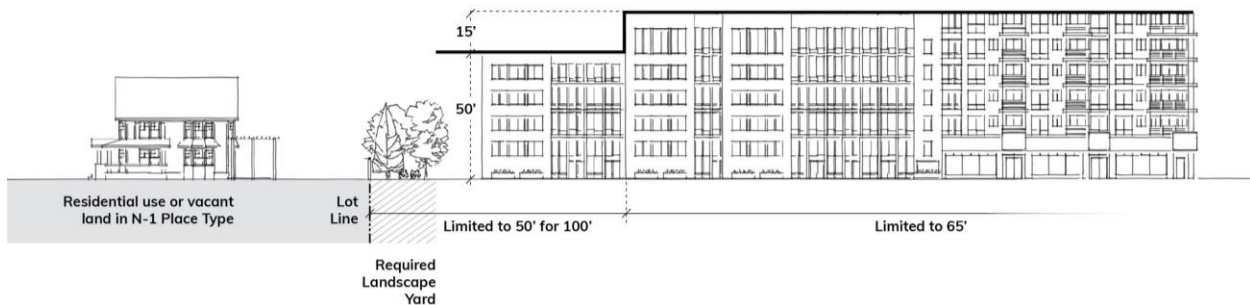 15'
50'
Residential use or vacant
land in N-1 Place Type
Lot
Line
Limited to 50' for 100'
Limited to 65'
Required
Landscape
Yard